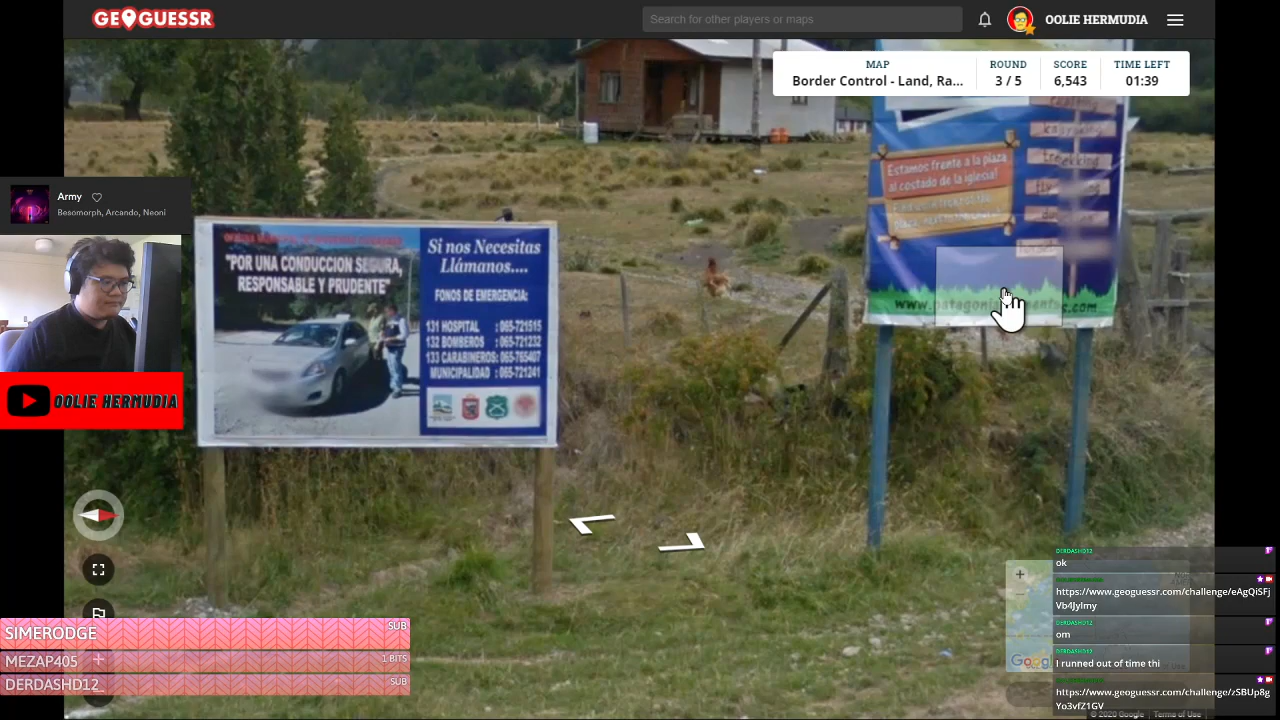 GEOGUESSR
Search for other players or maps
OOLIE HERMUDIA
MAP
Border Control - Land, Ra...
ROUND
3 / 5
SCORE
6,543
TIME LEFT
01:39
Army
Besomorph, Arcando, Neoni
OOLIE HERMUDIA
"POR UNA CONDUCCION SEGURA,
RESPONSABLE Y PRUDENTE"
Si nos Necesitas
Llámanos....
FONOS DE EMERGENCIA:
131 HOSPITAL : 065-721515
132 BOMBEROS : 065-721232
133 CARABINEROS: 065-765407
MUNICIPALIDAD : 065-721241
kayaking
trekking
Estamos frente a la plaza
al costado de la iglesia!
SIMERODGE
SUB
MEZAP405
1 BITS
DERDASHD12
SUB
DERDASHD12
ok
https://www.geoguessr.com/challenge/eAgQiSFj
Vb4JyImy
DERDASHD12
om
DERDASHD12
I runned out of time thi
https://www.geoguessr.com/challenge/zSBUp8g
Yo3vfZ1GV
© 2020 Google
Terms of Use